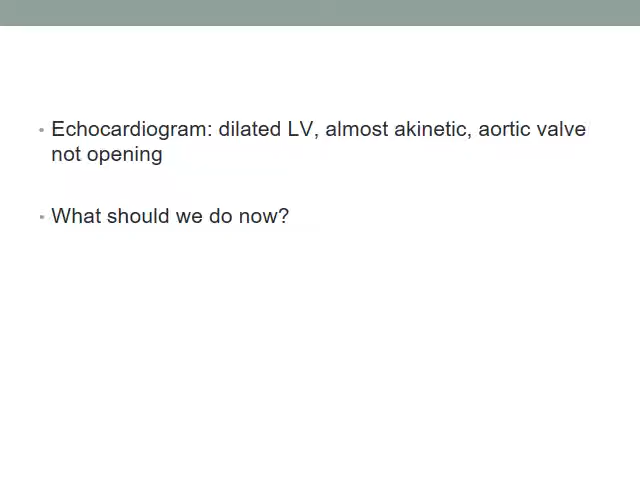 • Echocardiogram: dilated LV, almost akinetic, aortic valve
not opening
• What should we do now?